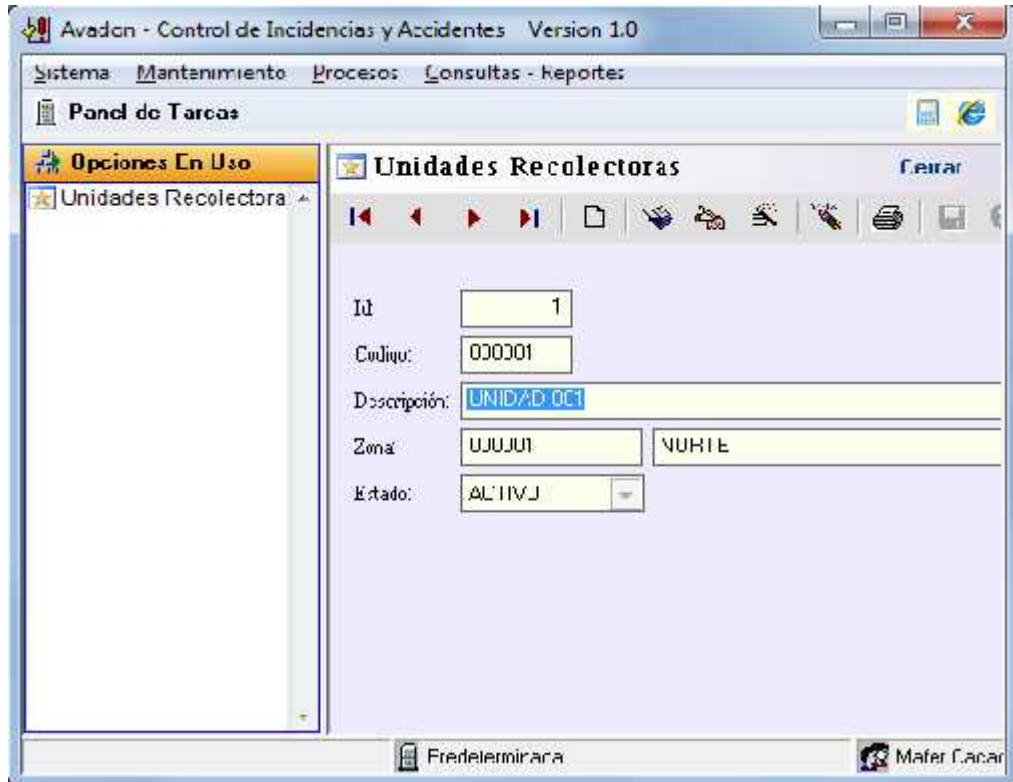 Avadon - Control de Incidencias y Accidentes Version 1.0
Sistema Mantenimiento Procesos Consultas - Reportes
Panel de Tareas
Opciones En Uso
Unidades Recolectora
Unidades Recolectoras Cerrar
Id: 1
Codigo: 000001
Descripción: UNIDAD 001
Zona: 000001 NORTE
Estado: ACTIVO
Predeterminada
Mafer